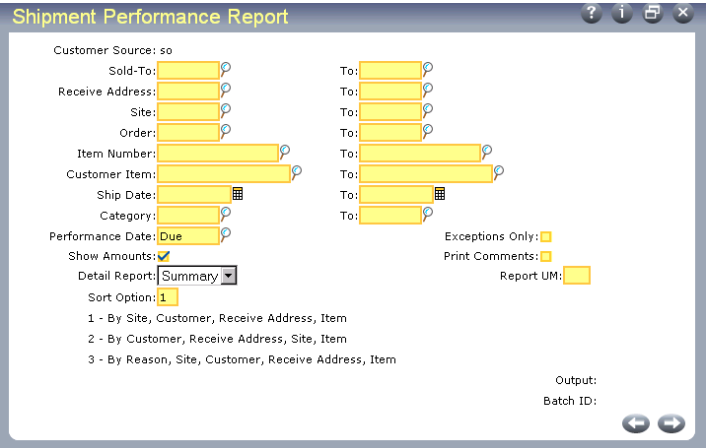 Shipment Performance Report
Customer Source: so
Sold-To: To:
Receive Address: To:
Site: To:
Order: To:
Item Number: To:
Customer Item: To:
Ship Date: To:
Category: To:
Performance Date: Due Exceptions Only:
Show Amounts: Print Comments:
Detail Report: Summary Report UM:
Sort Option: 1
1 - By Site, Customer, Receive Address, Item
2 - By Customer, Receive Address, Site, Item
3 - By Reason, Site, Customer, Receive Address, Item
Output:
Batch ID: